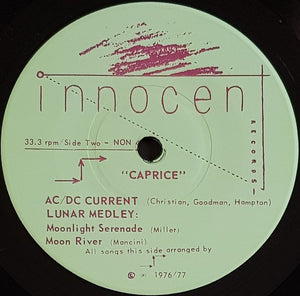 innocent
RECORDS
33.3 rpm/Side Two – NON
"CAPRICE"
AC/DC CURRENT (Christian, Goodman, Hampton)
LUNAR MEDLEY:
Moonlight Serenade (Miller)
Moon River (Mancini)
All songs this side arranged by
© 1976/77